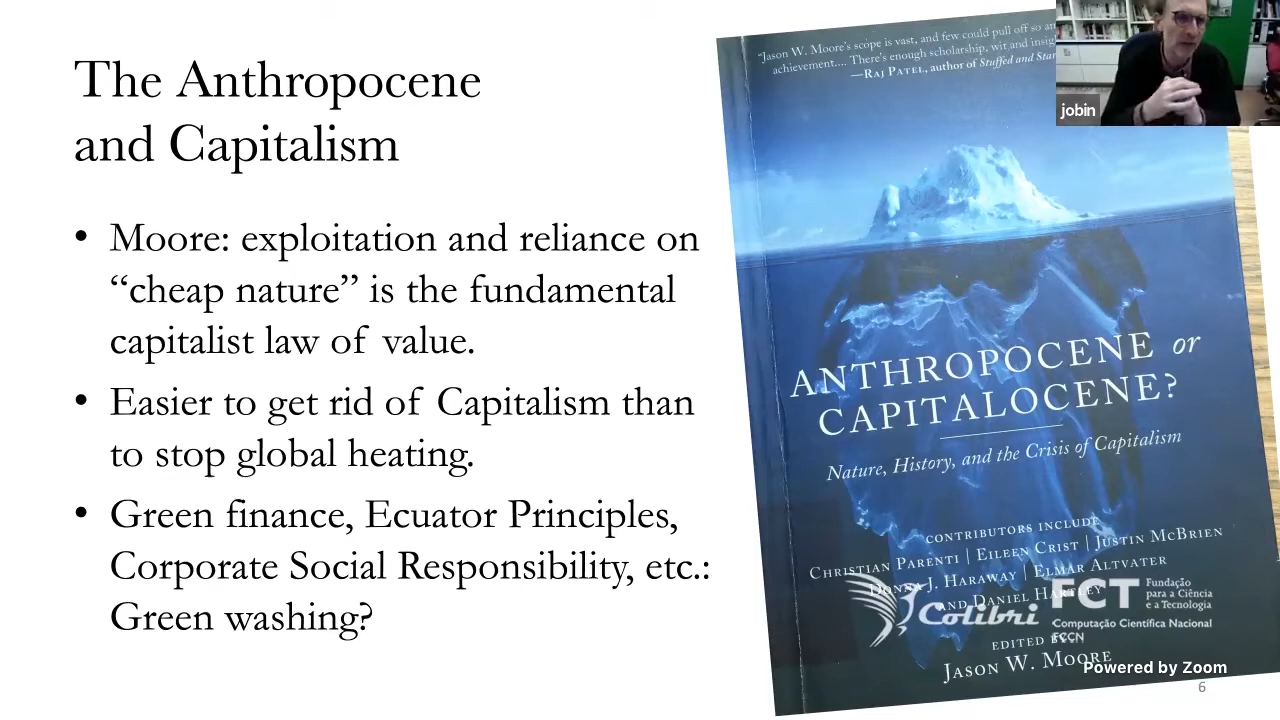 The Anthropocene
and Capitalism
• Moore: exploitation and reliance on
“cheap nature” is the fundamental
capitalist law of value.
• Easier to get rid of Capitalism than
to stop global heating.
• Green finance, Ecuator Principles,
Corporate Social Responsibility, etc.:
Green washing?
"Jason W. Moore's scope is vast, and few could pull off so
achievement.... There's enough scholarship, wit and
—RAJ PATEL, author of Stuffed and
jobin
ANTHROPOCENE or
CAPITALOCENE?
Nature, History, and the Crisis of Capitalism
CONTRIBUTORS INCLUDE
CHRISTIAN PARENTI | EILEEN CRIST | JUSTIN MCBRIEN
DONNA J. HARAWAY | ELMAR ALTVATER
AND DANIEL HARTLEY
EDITED BY
JASON W. MOORE
Colibri
FCT Fundação
para a Ciência
e a Tecnologia
Computação Científica Nacional
FCCN
Powered by Zoom
6